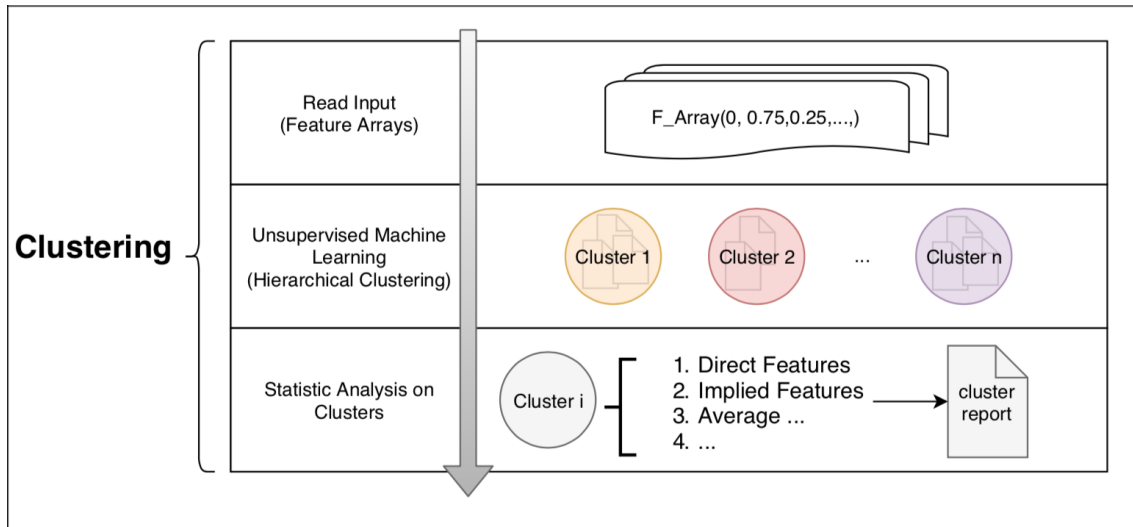 Clustering
Read Input
(Feature Arrays)
F_Array(0, 0.75,0.25,...,)
Unsupervised Machine
Learning
(Hierarchical Clustering)
Cluster 1
Cluster 2
...
Cluster n
Statistic Analysis on
Clusters
Cluster i
1. Direct Features
2. Implied Features
3. Average ...
4. ...
cluster
report